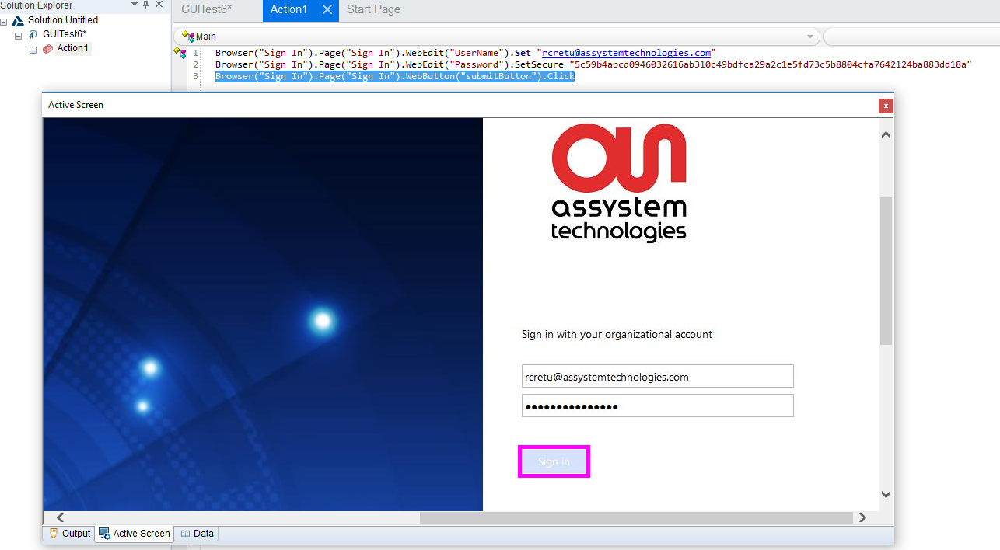 Solution Explorer
GUITest6* Action1 Start Page
Solution Untitled
GUITest6*
Action1
Main
1 Browser("Sign In").Page("Sign In").WebEdit("UserName").Set "rcretu@assystemtechnologies.com"
2 Browser("Sign In").Page("Sign In").WebEdit("Password").SetSecure "5c59b4abcd0946032616ab310c49bdfca29a2c1e5fd73c5b8804cfa7642124ba883dd18a"
3 Browser("Sign In").Page("Sign In").WebButton("submitButton").Click
Active Screen
assystem
technologies
Sign in with your organizational account
rcretu@assystemtechnologies.com
●●●●●●●●●●●●●●●
Sign in
Output Active Screen Data